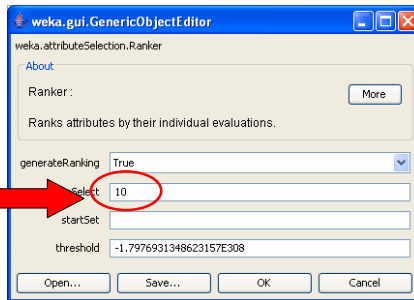 weka.gui.GenericObjectEditor
weka.attributeSelection.Ranker
About
Ranker :
More
Ranks attributes by their individual evaluations.
generateRanking True
Select 10
startSet
threshold -1.7976931348623157E308
Open... Save... OK Cancel